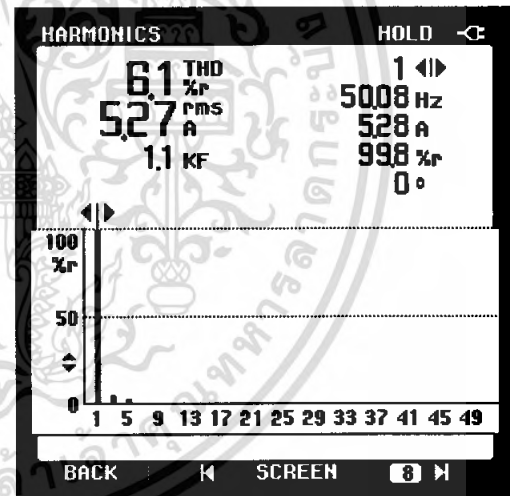 HARMONICS HOLD
6.1 THD %r
5.27 rms A
1.1 KF
1
50.08 Hz
5.28 A
99.8 %r
0 °
100
%r
50
0
1 5 9 13 17 21 25 29 33 37 41 45 49
BACK SCREEN 8